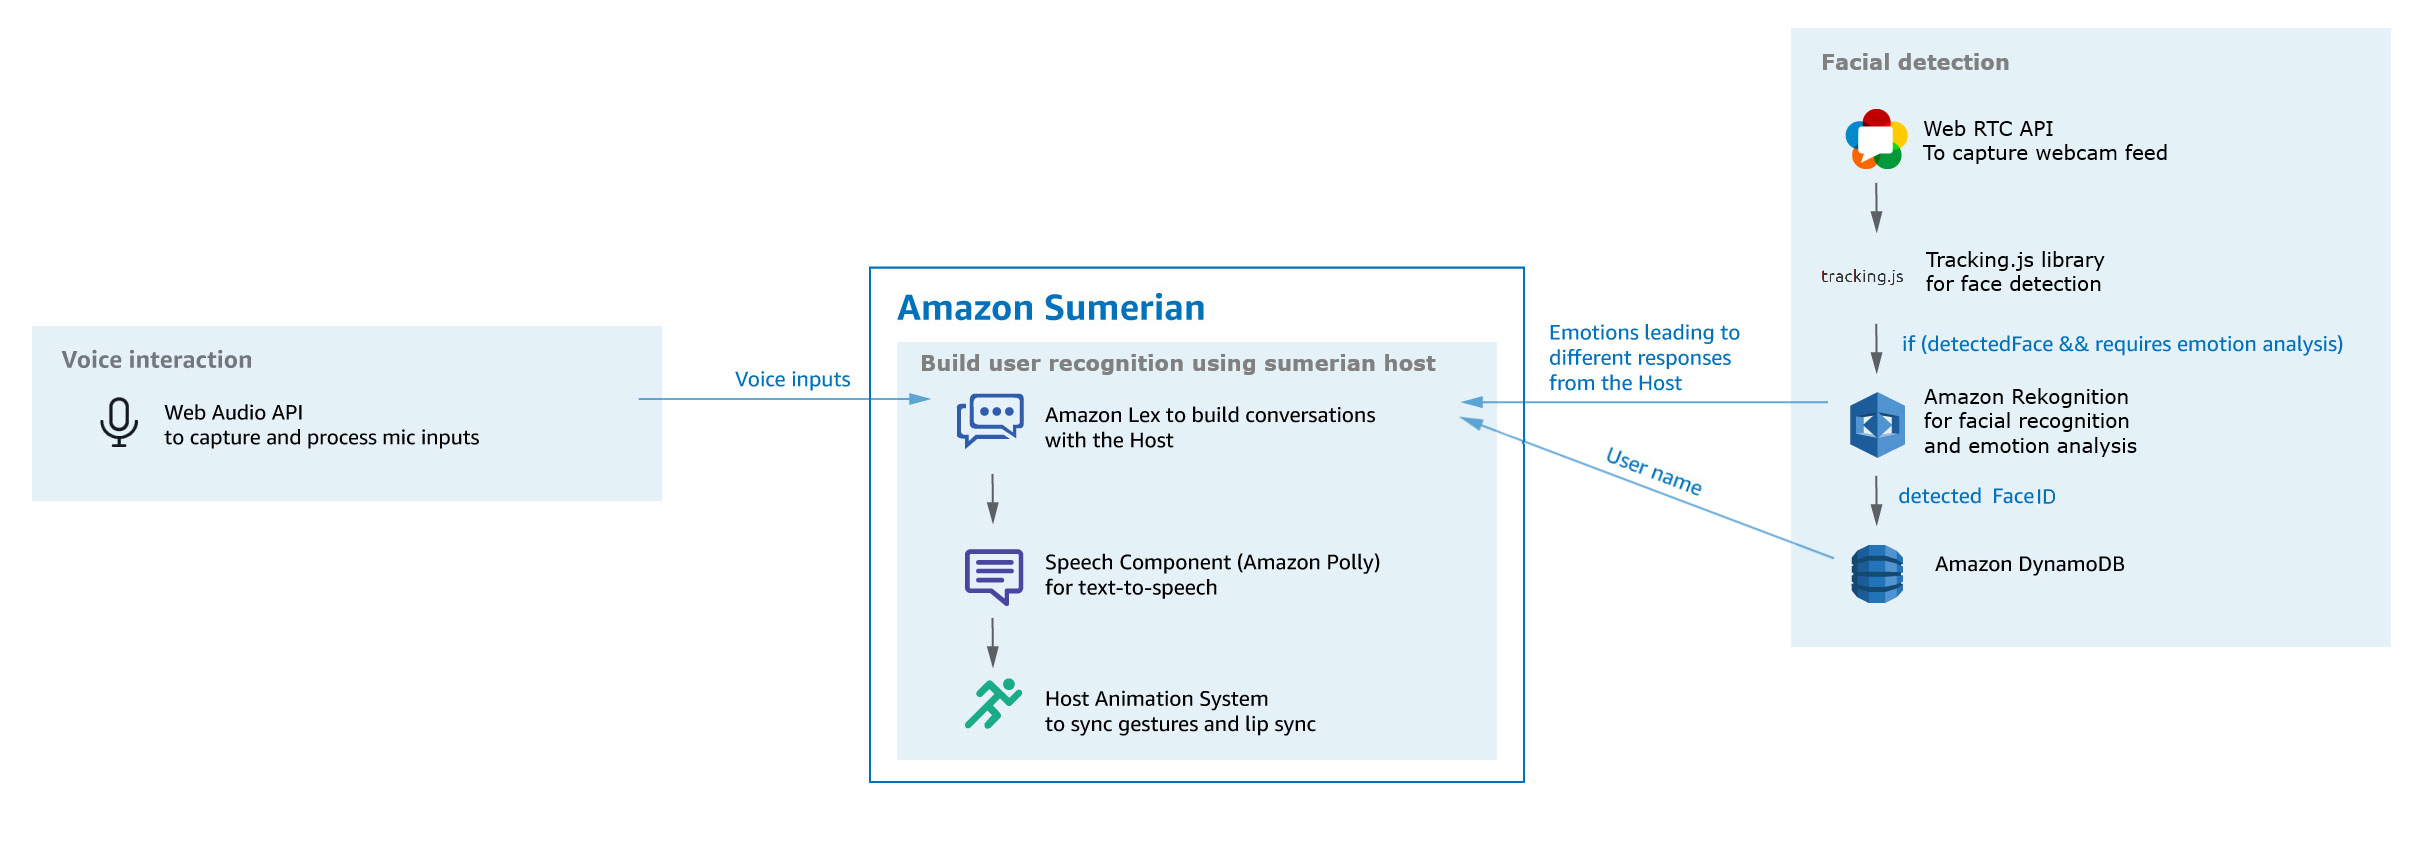 Voice interaction
Web Audio API
to capture and process mic inputs
Voice inputs
Amazon Sumerian
Build user recognition using sumerian host
Amazon Lex to build conversations
with the Host
Speech Component (Amazon Polly)
for text-to-speech
Host Animation System
to sync gestures and lip sync
Emotions leading to
different responses
from the Host
User name
Facial detection
Web RTC API
To capture webcam feed
tracking.js
Tracking.js library
for face detection
if (detectedFace && requires emotion analysis)
Amazon Rekognition
for facial recognition
and emotion analysis
detected FaceID
Amazon DynamoDB